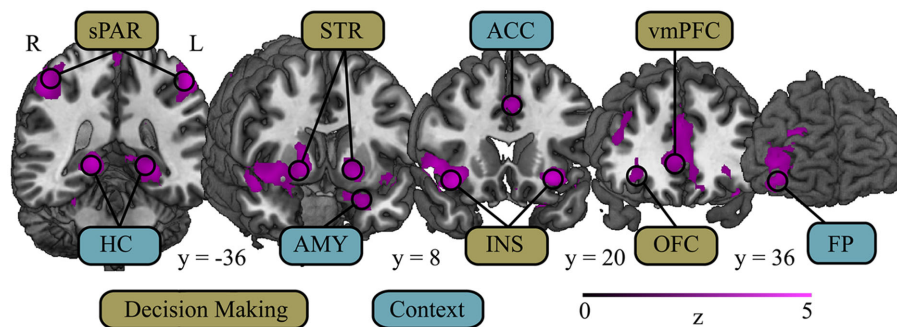 sPAR STR ACC vmPFC
R L
HC AMY INS OFC FP
y = -36 y = 8 y = 20 y = 36
Decision Making Context
0 5
z